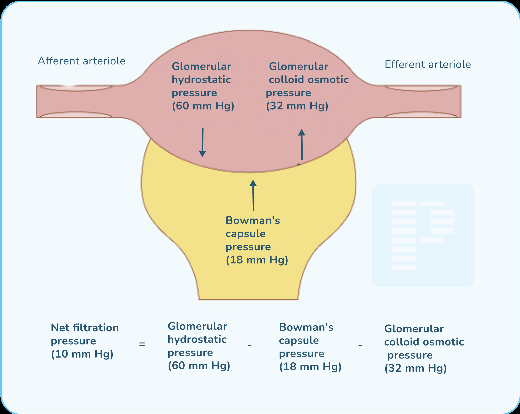 Afferent arteriole
Efferent arteriole
Glomerular
hydrostatic
pressure
(60 mm Hg)
Glomerular
colloid osmotic
pressure
(32 mm Hg)
Bowman's
capsule
pressure
(18 mm Hg)
Net filtration
pressure
(10 mm Hg)
=
Glomerular
hydrostatic
pressure
(60 mm Hg)
-
Bowman's
capsule
pressure
(18 mm Hg)
-
Glomerular
colloid osmotic
pressure
(32 mm Hg)